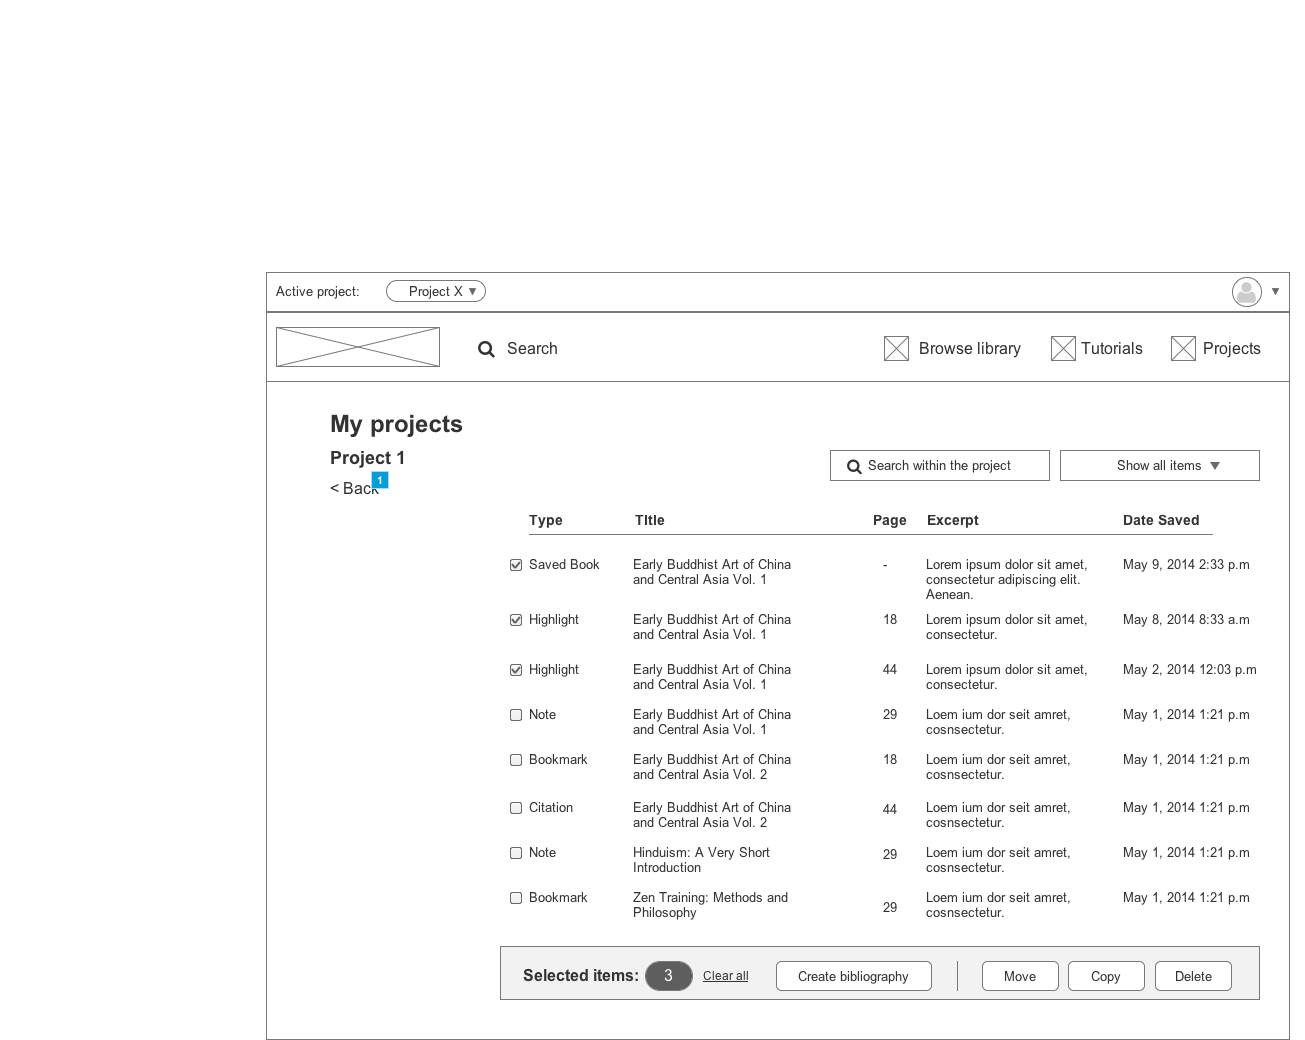 Active project: Project X
Search Browse library Tutorials Projects
My projects
Project 1
< Back
1
Search within the project Show all items
Type TItle Page Excerpt Date Saved
Saved Book Early Buddhist Art of China - Lorem ipsum dolor sit amet, May 9, 2014 2:33 p.m
and Central Asia Vol. 1 consectetur adipiscing elit.
Aenean.
Highlight Early Buddhist Art of China 18 Lorem ipsum dolor sit amet, May 8, 2014 8:33 a.m
and Central Asia Vol. 1 consectetur.
Highlight Early Buddhist Art of China 44 Lorem ipsum dolor sit amet, May 2, 2014 12:03 p.m
and Central Asia Vol. 1 consectetur.
Note Early Buddhist Art of China 29 Loem ium dor seit amret, May 1, 2014 1:21 p.m
and Central Asia Vol. 1 cosnsectetur.
Bookmark Early Buddhist Art of China 18 Loem ium dor seit amret, May 1, 2014 1:21 p.m
and Central Asia Vol. 2 cosnsectetur.
Citation Early Buddhist Art of China 44 Loem ium dor seit amret, May 1, 2014 1:21 p.m
and Central Asia Vol. 2 cosnsectetur.
Note Hinduism: A Very Short 29 Loem ium dor seit amret, May 1, 2014 1:21 p.m
Introduction cosnsectetur.
Bookmark Zen Training: Methods and 29 Loem ium dor seit amret, May 1, 2014 1:21 p.m
Philosophy cosnsectetur.
Selected items: 3 Clear all Create bibliography Move Copy Delete